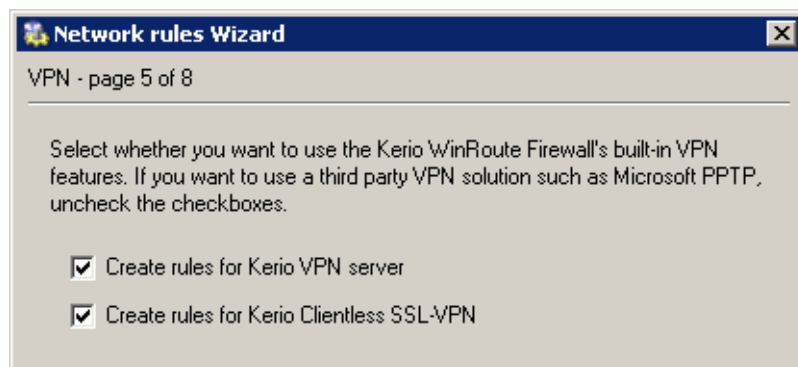 Network rules Wizard
VPN - page 5 of 8
Select whether you want to use the Kerio WinRoute Firewall's built-in VPN
features. If you want to use a third party VPN solution such as Microsoft PPTP,
uncheck the checkboxes.
Create rules for Kerio VPN server
Create rules for Kerio Clientless SSL-VPN